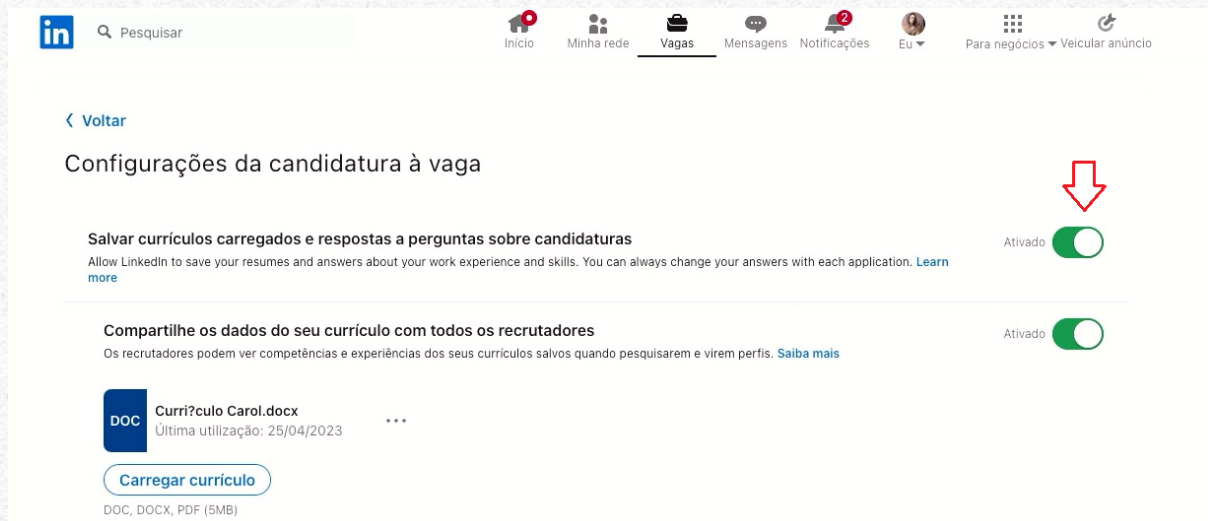 in
Pesquisar
Início
Minha rede
Vagas
Mensagens
2
Notificações
Eu
Para negócios
Veicular anúncio
Voltar
Configurações da candidatura à vaga
Salvar currículos carregados e respostas a perguntas sobre candidaturas
Ativado
Allow LinkedIn to save your resumes and answers about your work experience and skills. You can always change your answers with each application. Learn
more
Compartilhe os dados do seu currículo com todos os recrutadores
Ativado
Os recrutadores podem ver competências e experiências dos seus currículos salvos quando pesquisarem e virem perfis. Saiba mais
DOC
Curri?culo Carol.docx
Última utilização: 25/04/2023
Carregar currículo
DOC, DOCX, PDF (5MB)